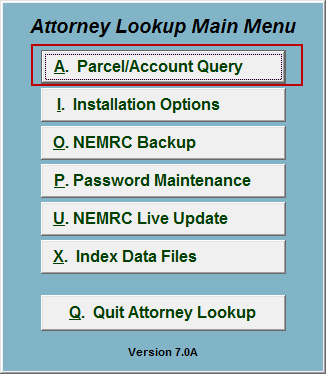 Attorney Lookup Main Menu
A. Parcel/Account Query
I. Installation Options
O. NEMRC Backup
P. Password Maintenance
U. NEMRC Live Update
X. Index Data Files
Q. Quit Attorney Lookup
Version 7.0A